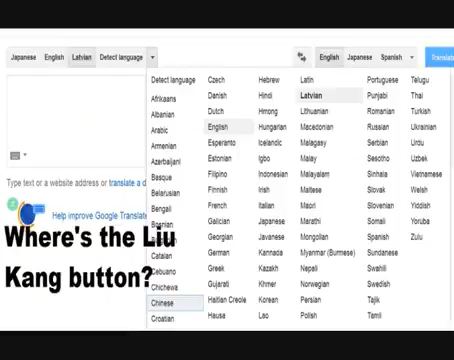 Japanese English Latvian Detect language
English Japanese Spanish Translate
Detect language Czech Hebrew Latin Portuguese Telugu
Afrikaans Danish Hindi Latvian Punjabi Thai
Albanian Dutch Hmong Lithuanian Romanian Turkish
Arabic English Hungarian Macedonian Russian Ukrainian
Armenian Esperanto Icelandic Malagasy Serbian Urdu
Azerbaijani Estonian Igbo Malay Sesotho Uzbek
Basque Filipino Indonesian Malayalam Sinhala Vietnamese
Belarusian Finnish Irish Maltese Slovak Welsh
Bengali French Italian Maori Slovenian Yiddish
Bosnian Galician Japanese Marathi Somali Yoruba
Georgian Javanese Mongolian Spanish Zulu
Catalan German Kannada Myanmar (Burmese) Sundanese
Cebuano Greek Kazakh Nepali Swahili
Chichewa Gujarati Khmer Norwegian Swedish
Chinese Haitian Creole Korean Persian Tajik
Croatian Hausa Lao Polish Tamil
Type text or a website address or translate a d
Help improve Google Translate
Where's the Liu
Kang button?